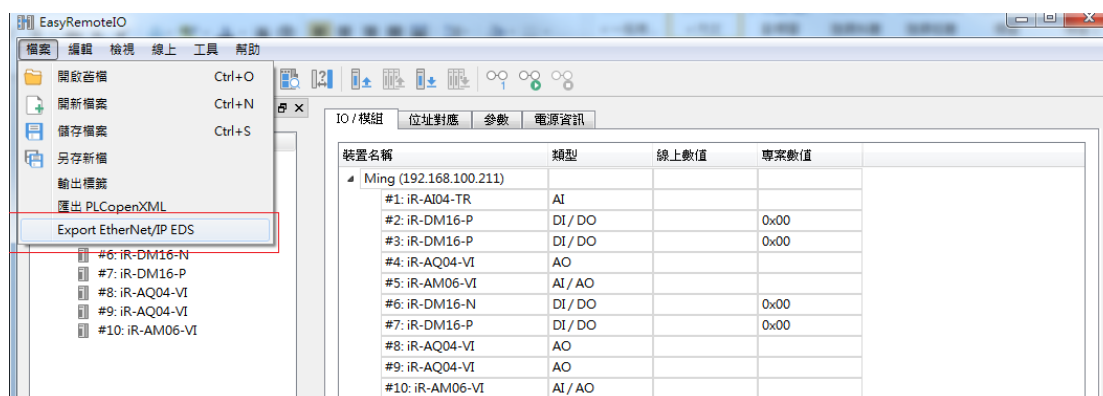 EasyRemoteIO
檔案 編輯 檢視 線上 工具 幫助
開啟舊檔 Ctrl+O
開新檔案 Ctrl+N
儲存檔案 Ctrl+S
另存新檔
輸出標籤
匯出 PLCopenXML
Export EtherNet/IP EDS
#6: iR-DM16-N
#7: iR-DM16-P
#8: iR-AQ04-VI
#9: iR-AQ04-VI
#10: iR-AM06-VI
IO / 模組 位址對應 參數 電源資訊
裝置名稱 類型 線上數值 專案數值
Ming (192.168.100.211)
#1: iR-AI04-TR AI
#2: iR-DM16-P DI / DO 0x00
#3: iR-DM16-P DI / DO 0x00
#4: iR-AQ04-VI AO
#5: iR-AM06-VI AI / AO
#6: iR-DM16-N DI / DO 0x00
#7: iR-DM16-P DI / DO 0x00
#8: iR-AQ04-VI AO
#9: iR-AQ04-VI AO
#10: iR-AM06-VI AI / AO